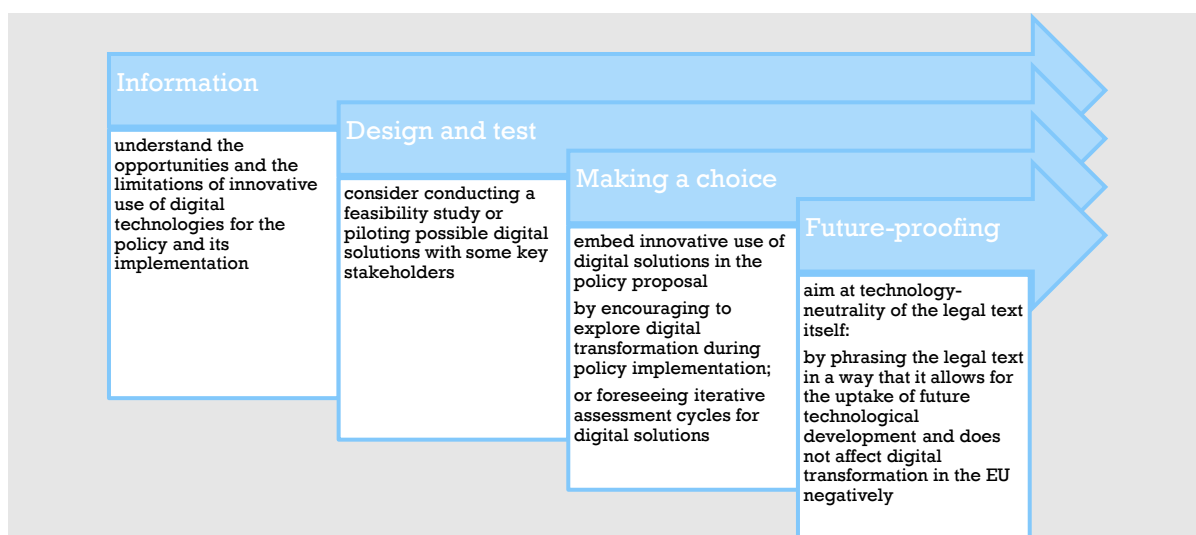 Information
understand the
opportunities and the
limitations of innovative
use of digital
technologies for the
policy and its
implementation
Design and test
consider conducting a
feasibility study or
piloting possible digital
solutions with some key
stakeholders
Making a choice
embed innovative use of
digital solutions in the
policy proposal
by encouraging to
explore digital
transformation during
policy implementation;
or foreseeing iterative
assessment cycles for
digital solutions
Future-proofing
aim at technology-
neutrality of the legal text
itself:
by phrasing the legal text
in a way that it allows for
the uptake of future
technological
development and does
not affect digital
transformation in the EU
negatively